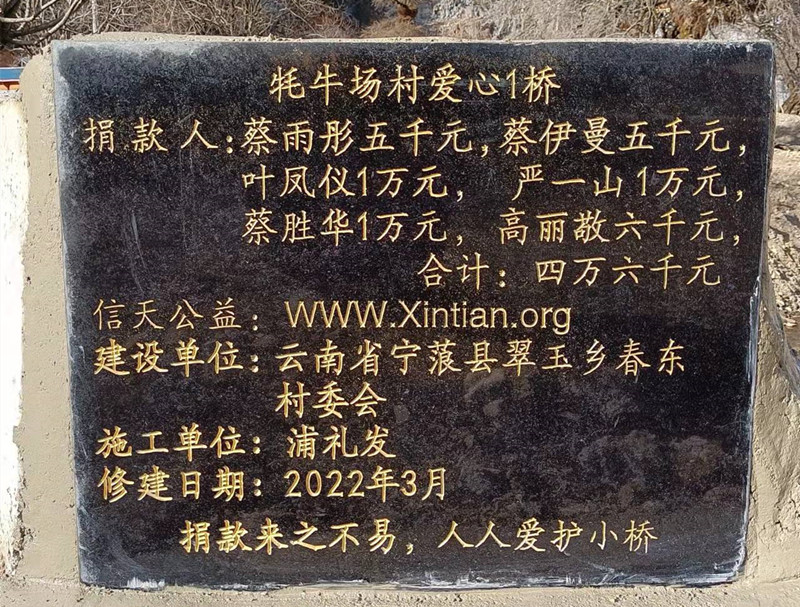 牦牛场村爱心1桥
捐款人:蔡雨彤五千元,蔡伊曼五千元,
叶凤仪1万元, 严一山1万元,
蔡胜华1万元, 高丽敬六千元,
合计: 四万六千元
信天公益: WWW.Xintian.org
建设单位: 云南省宁蒗县翠玉乡春东
村委会
施工单位: 浦礼发
修建日期: 2022年3月
捐款来之不易,人人爱护小桥